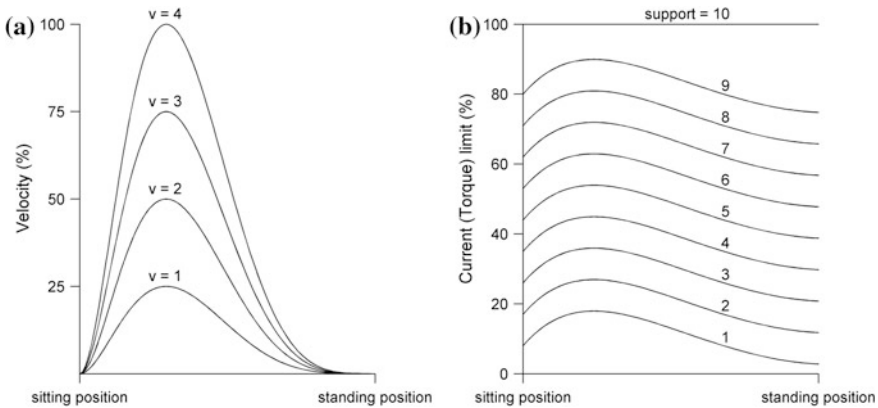 (a)
v = 4
100
v = 3
75
v = 2
50
v = 1
25
Velocity (%)
sitting position
standing position
(b)
support = 10
100
9
80
8
7
60
6
5
40
4
3
20
2
1
0
Current (Torque) limit (%)
sitting position
standing position